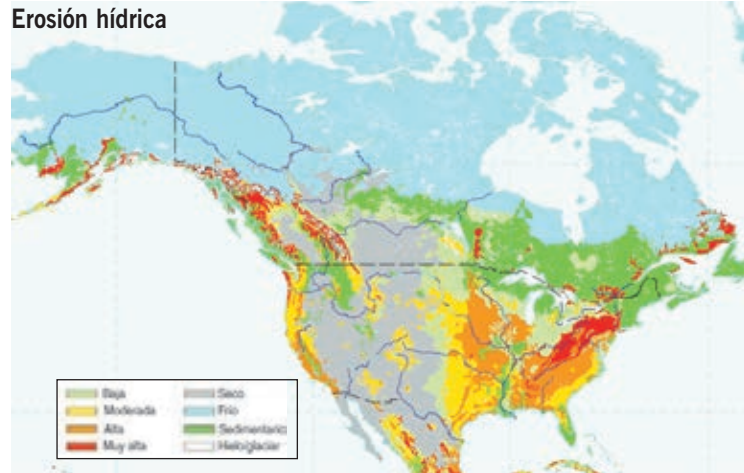 Erosión hídrica
Baja
Moderada
Alta
Muy alta
Seco
Frío
Sedimentario
Hielo/glaciar